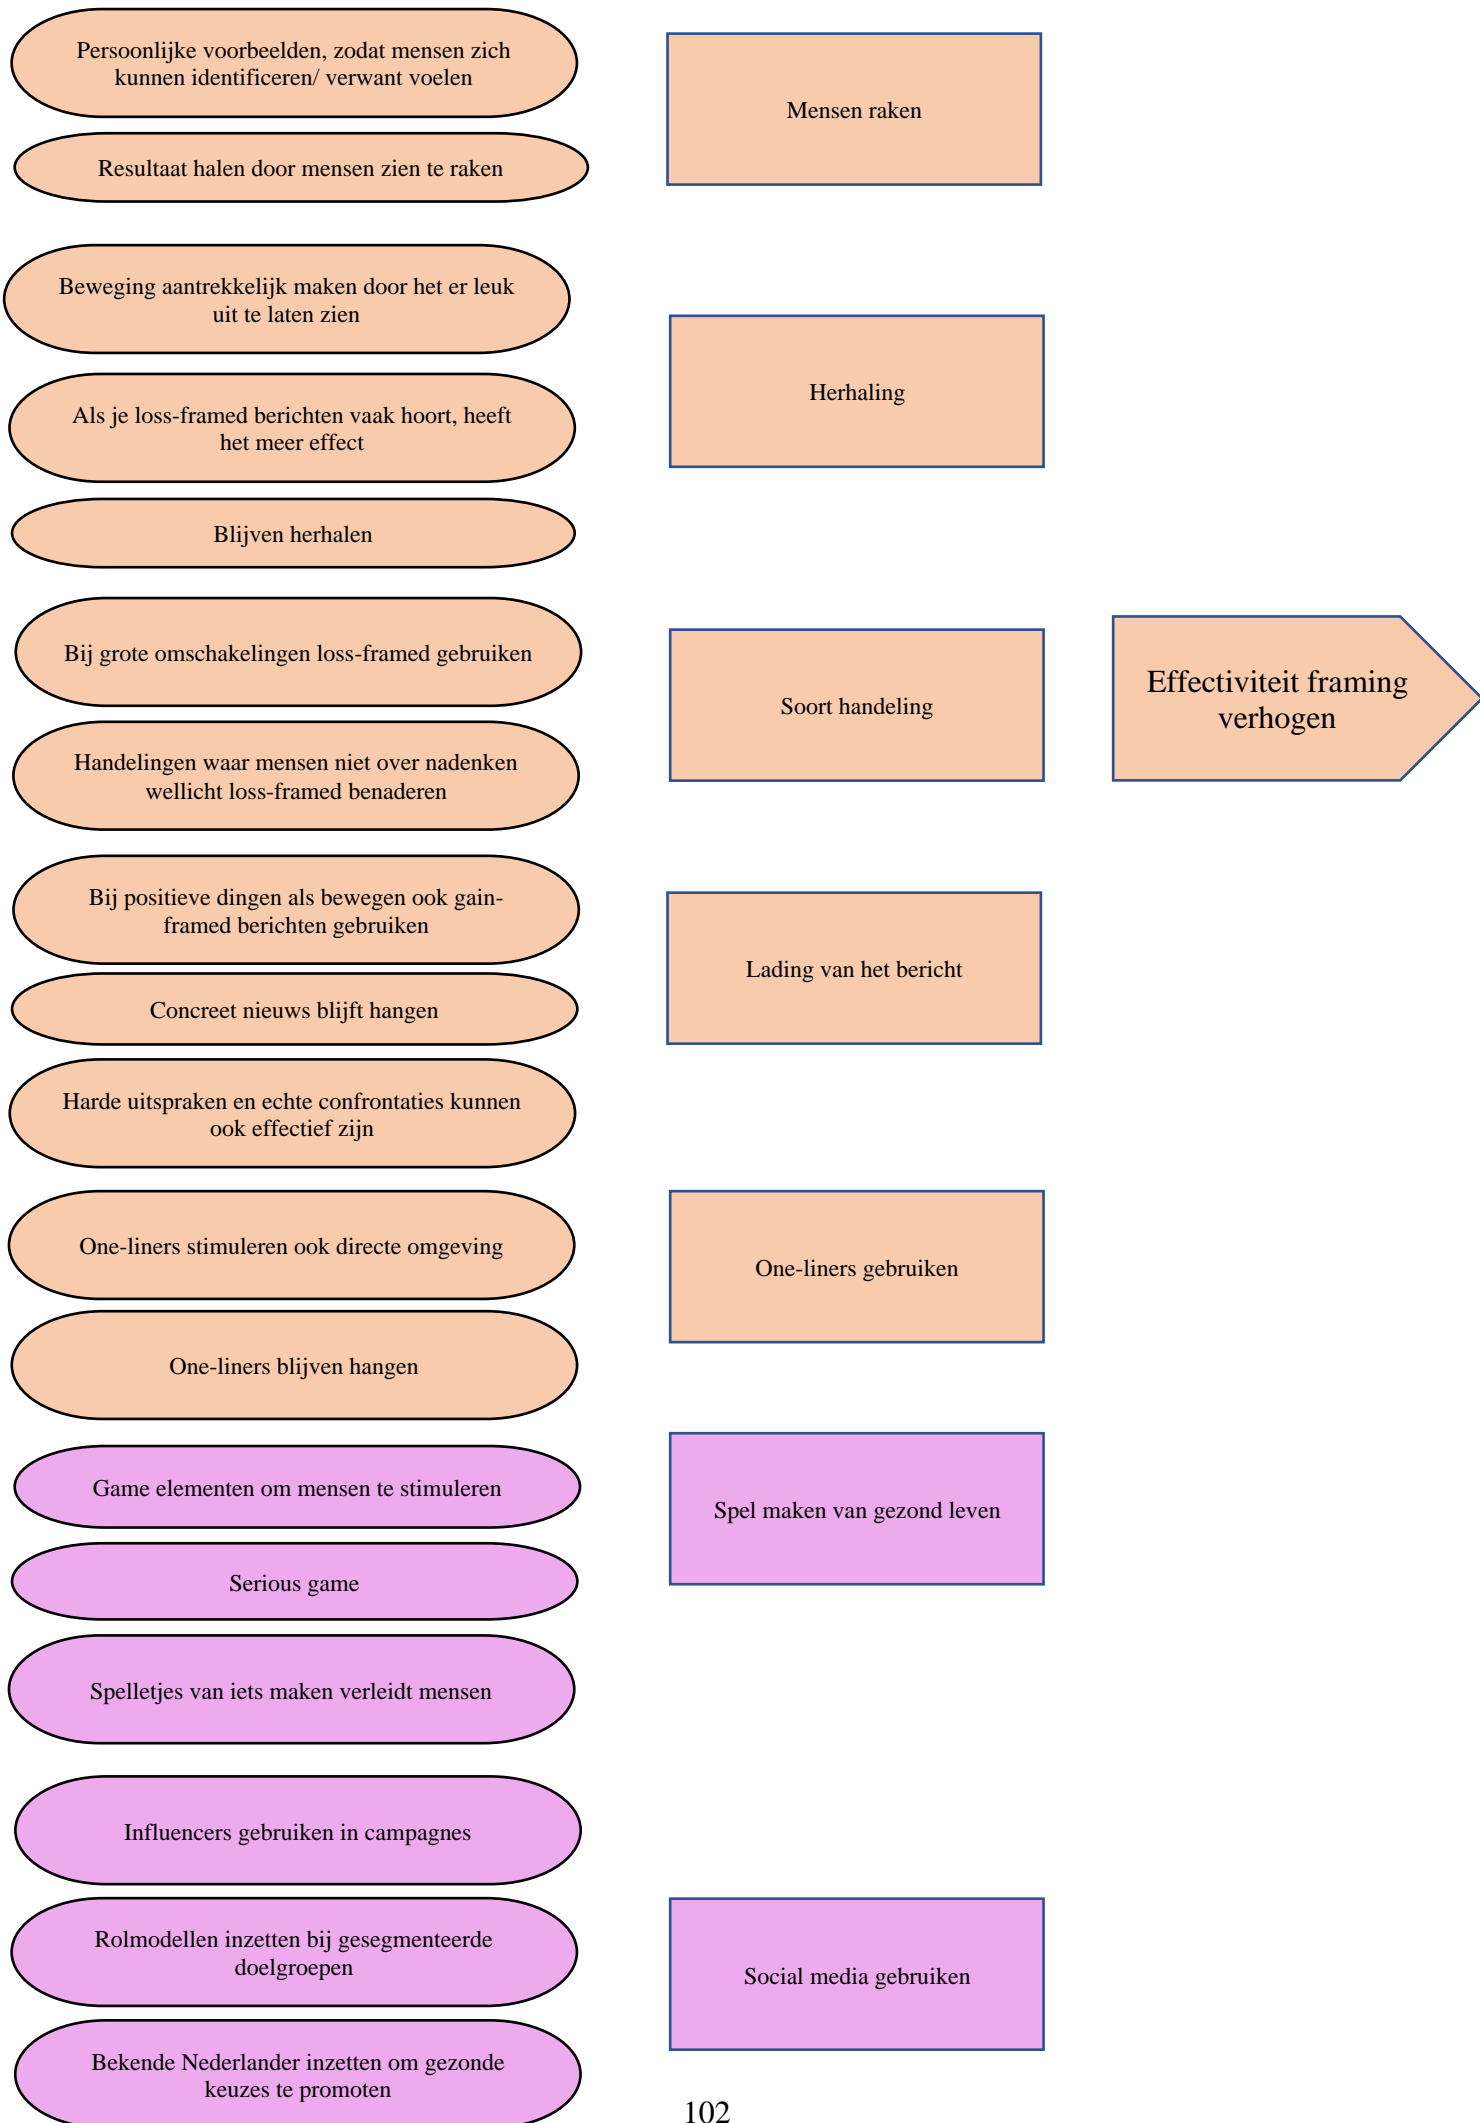 Persoonlijke voorbeelden, zodat mensen zich
kunnen identificeren/ verwant voelen
Mensen raken
Resultaat halen door mensen zien te raken
Beweging aantrekkelijk maken door het er leuk
uit te laten zien
Herhaling
Als je loss-framed berichten vaak hoort, heeft
het meer effect
Blijven herhalen
Bij grote omschakelingen loss-framed gebruiken
Soort handeling
Effectiviteit framing
verhogen
Handelingen waar mensen niet over nadenken
wellicht loss-framed benaderen
Bij positieve dingen als bewegen ook gain-
framed berichten gebruiken
Lading van het bericht
Concreet nieuws blijft hangen
Harde uitspraken en echte confrontaties kunnen
ook effectief zijn
One-liners stimuleren ook directe omgeving
One-liners gebruiken
One-liners blijven hangen
Game elementen om mensen te stimuleren
Spel maken van gezond leven
Serious game
Spelletjes van iets maken verleidt mensen
Influencers gebruiken in campagnes
Rolmodellen inzetten bij gesegmenteerde
doelgroepen
Social media gebruiken
Bekende Nederlander inzetten om gezonde
keuzes te promoten
102